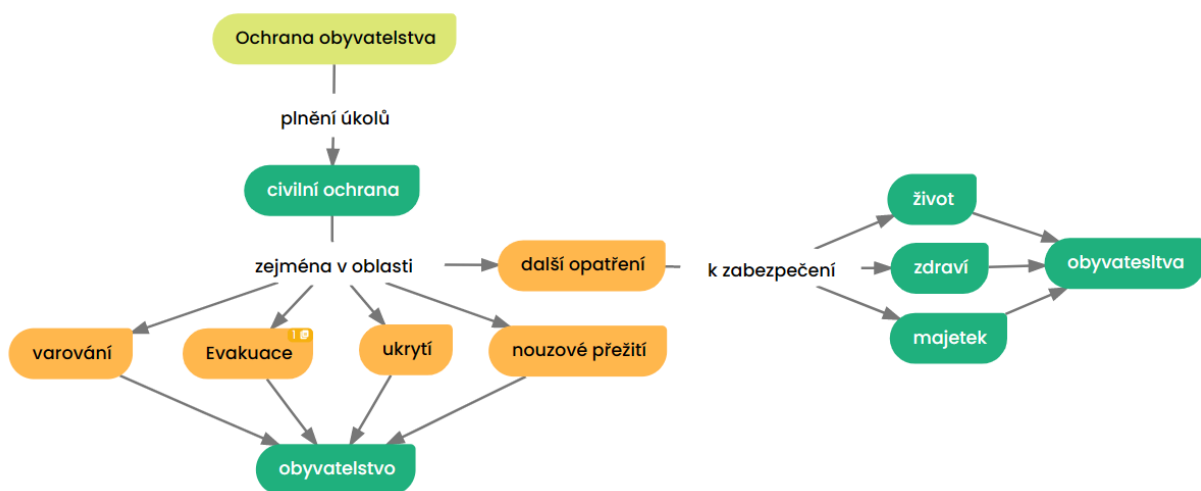 Ochrana obyvatelstva
plnění úkolů
civilní ochrana
zejména v oblasti
další opatření
k zabezpečení
život
zdraví
majetek
obyvatesltva
varování
Evakuace
1
ukrytí
nouzové přežití
obyvatelstvo